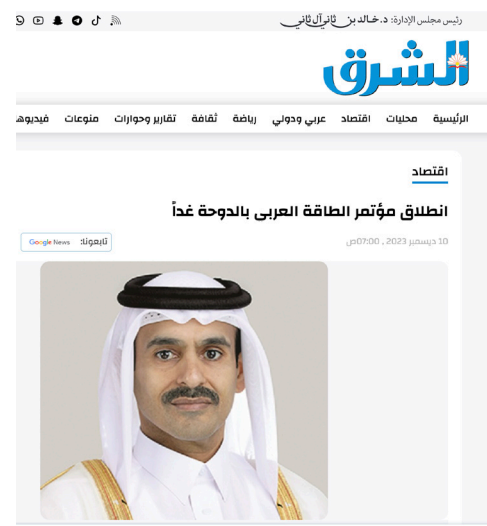 رئيس مجلس الإدارة: د. خالد بن ثاني آل ثاني
الشرق
الرئيسية محليات اقتصاد عربي ودولي رياضة ثقافة تقارير وحوارات منوعات فيديوها
اقتصاد
انطلاق مؤتمر الطاقة العربي بالدوحة غداً
10 ديسمبر 2023 , 07:00ص
تابعونا: Google News